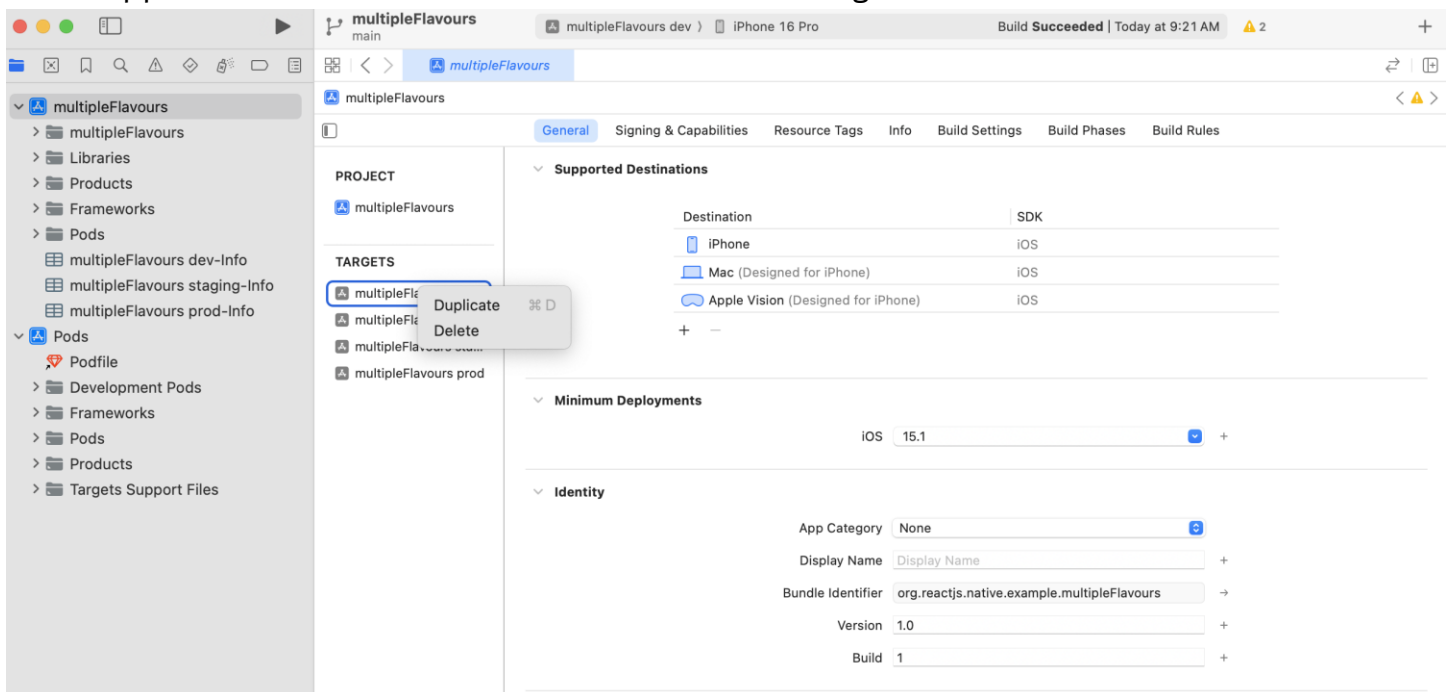 multipleFlavours
main
multipleFlavours dev
iPhone 16 Pro
Build Succeeded | Today at 9:21 AM
2
multipleFlavours
multipleFlavours
multipleFlavours
multipleFlavours
Libraries
Products
Frameworks
Pods
multipleFlavours dev-Info
multipleFlavours staging-Info
multipleFlavours prod-Info
Pods
Podfile
Development Pods
Frameworks
Pods
Products
Targets Support Files
General Signing & Capabilities Resource Tags Info Build Settings Build Phases Build Rules
PROJECT
multipleFlavours
TARGETS
multipleFla
multipleFla
multipleFlavours prod
Duplicate ⌘ D
Delete
Supported Destinations
Destination SDK
iPhone iOS
Mac (Designed for iPhone) iOS
Apple Vision (Designed for iPhone) iOS
+ −
Minimum Deployments
iOS 15.1 +
Identity
App Category None
Display Name Display Name +
Bundle Identifier org.reactjs.native.example.multipleFlavours →
Version 1.0 +
Build 1 +